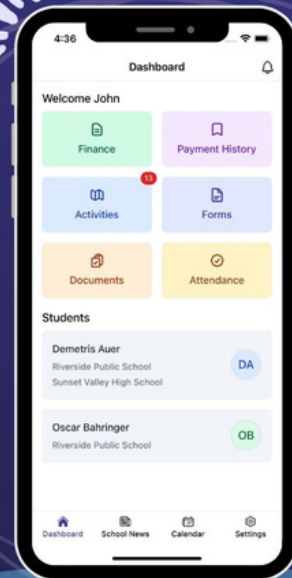 4:36
Dashboard
Welcome John
Finance
Payment History
13
Activities
Forms
Documents
Attendance
Students
Demetris Auer
Riverside Public School
Sunset Valley High School
DA
Oscar Bahringer
Riverside Public School
OB
Dashboard
School News
Calendar
Settings